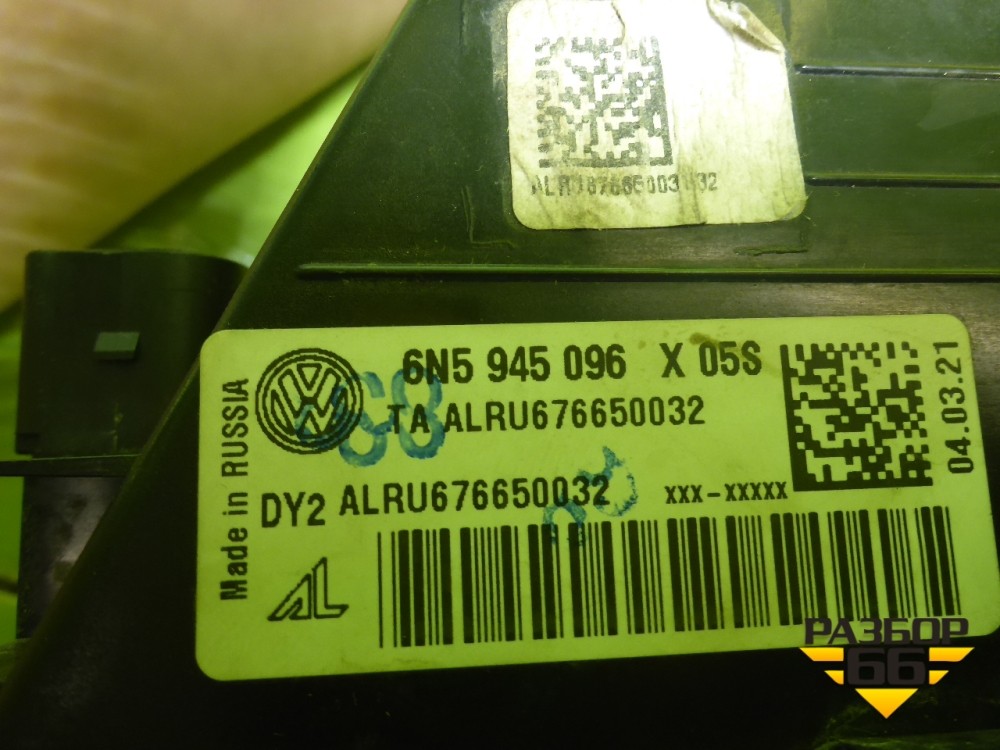 6N5 945 096 X 05S
TA ALRU676650032
DY2 ALRU676650032 XXX-XXXXX
Made in RUSSIA
04.03.21
AL
68
РАЗБОР
66